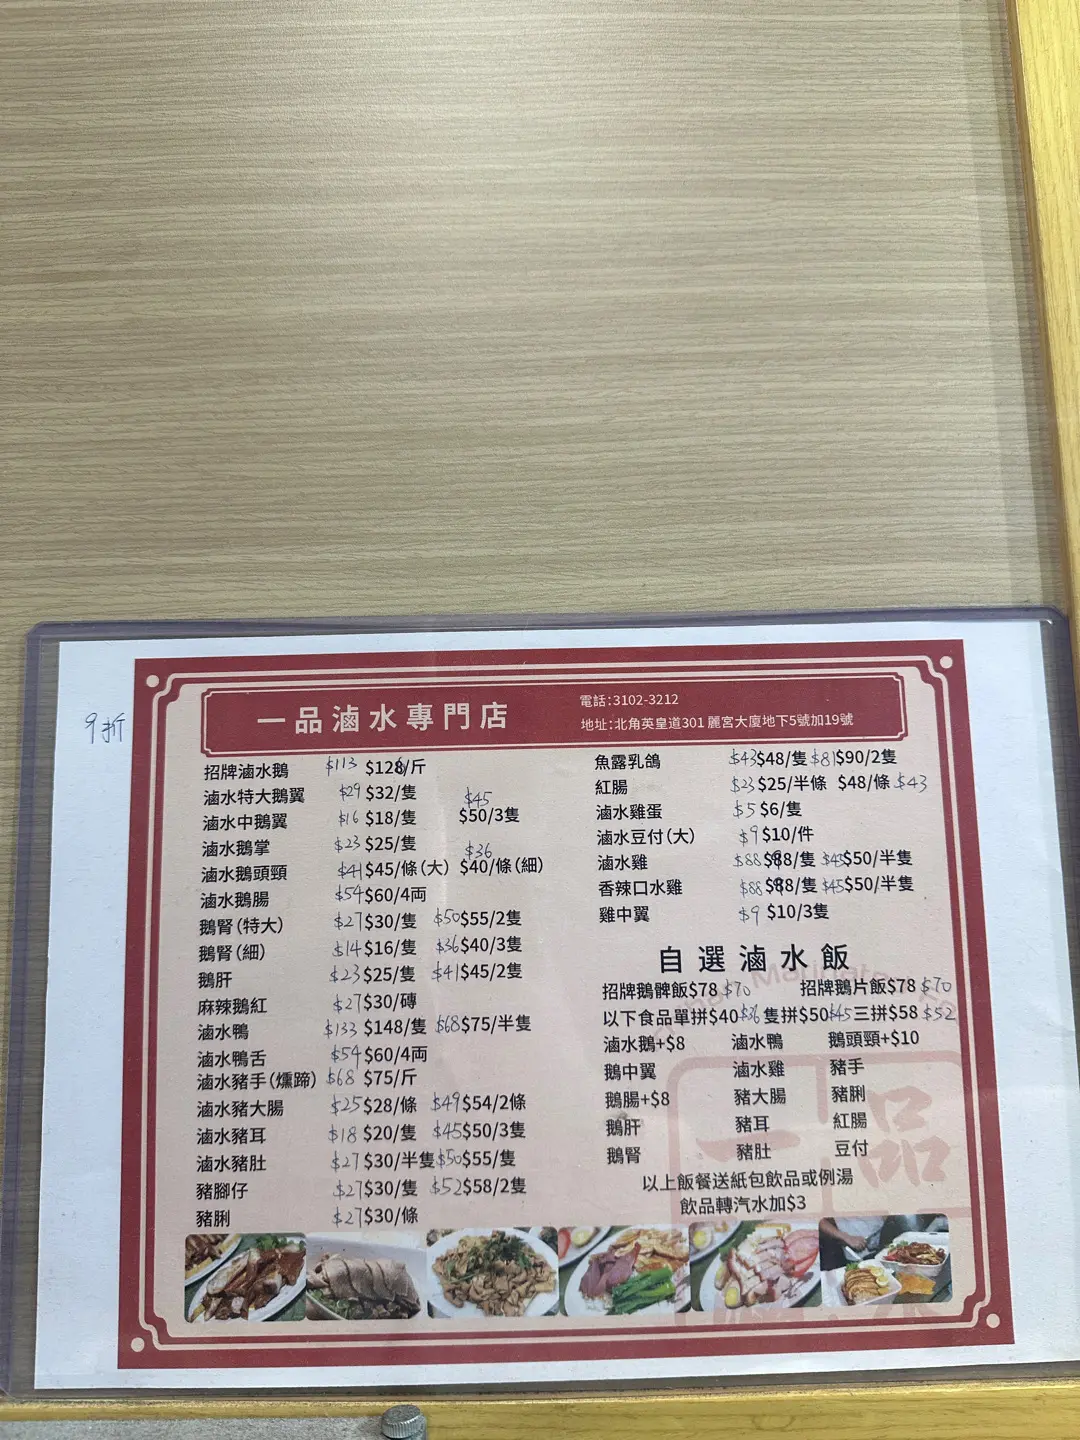 9折
一品滷水專門店
電話:3102-3212
地址:北角英皇道301麗宮大廈地下5號加19號
招牌滷水鵝 $113 $126/斤
滷水特大鵝翼 $29 $32/隻
滷水中鵝翼 $16 $18/隻 $45 $50/3隻
滷水鵝掌 $23 $25/隻
滷水鵝頭頸 $41 $45/條(大) $36 $40/條(細)
滷水鵝腸 $54 $60/4両
鵝腎(特大) $27 $30/隻 $50 $55/2隻
鵝腎(細) $14 $16/隻 $36 $40/3隻
鵝肝 $23 $25/隻 $41 $45/2隻
麻辣鵝紅 $27 $30/磚
滷水鴨 $133 $148/隻 $68 $75/半隻
滷水鴨舌 $54 $60/4両
滷水豬手(燻蹄) $68 $75/斤
滷水豬大腸 $25 $28/條 $49 $54/2條
滷水豬耳 $18 $20/隻 $45 $50/3隻
滷水豬肚 $27 $30/半隻 $50 $55/隻
豬腳仔 $27 $30/隻 $52 $58/2隻
豬脷 $27 $30/條
魚露乳鴿 $43 $48/隻 $81 $90/2隻
紅腸 $23 $25/半條 $48/條 $43
滷水雞蛋 $5 $6/隻
滷水豆付(大) $9 $10/件
滷水雞 $88 $98/隻 $45 $50/半隻
香辣口水雞 $88 $98/隻 $45 $50/半隻
雞中翼 $9 $10/3隻
自選滷水飯
招牌鵝髀飯$78 $70 招牌鵝片飯$78 $70
以下食品單拼$40 $36 隻拼$50 $45 三拼$58 $52
滷水鵝+$8 滷水鴨 鵝頭頸+$10
鵝中翼 滷水雞 豬手
鵝腸+$8 豬大腸 豬脷
鵝肝 豬耳 紅腸
鵝腎 豬肚 豆付
以上飯餐送紙包飲品或例湯
飲品轉汽水加$3